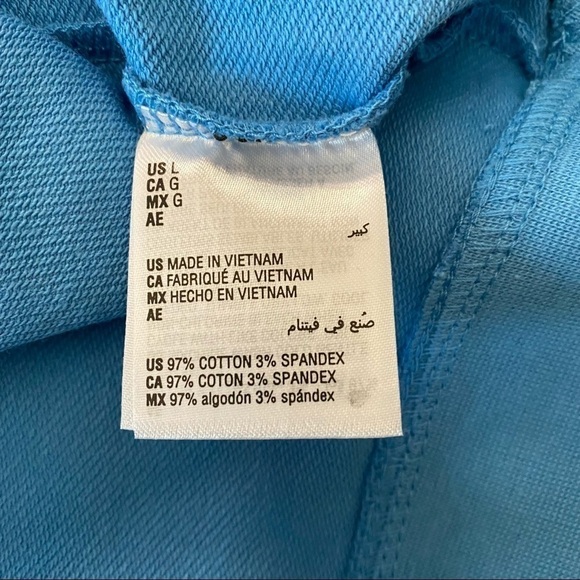 US L
CA G
MX G
AE
كبير
US MADE IN VIETNAM
CA FABRIQUÉ AU VIETNAM
MX HECHO EN VIETNAM
AE
صُنع في فيتنام
US 97% COTTON 3% SPANDEX
CA 97% COTON 3% SPANDEX
MX 97% algodón 3% spándex